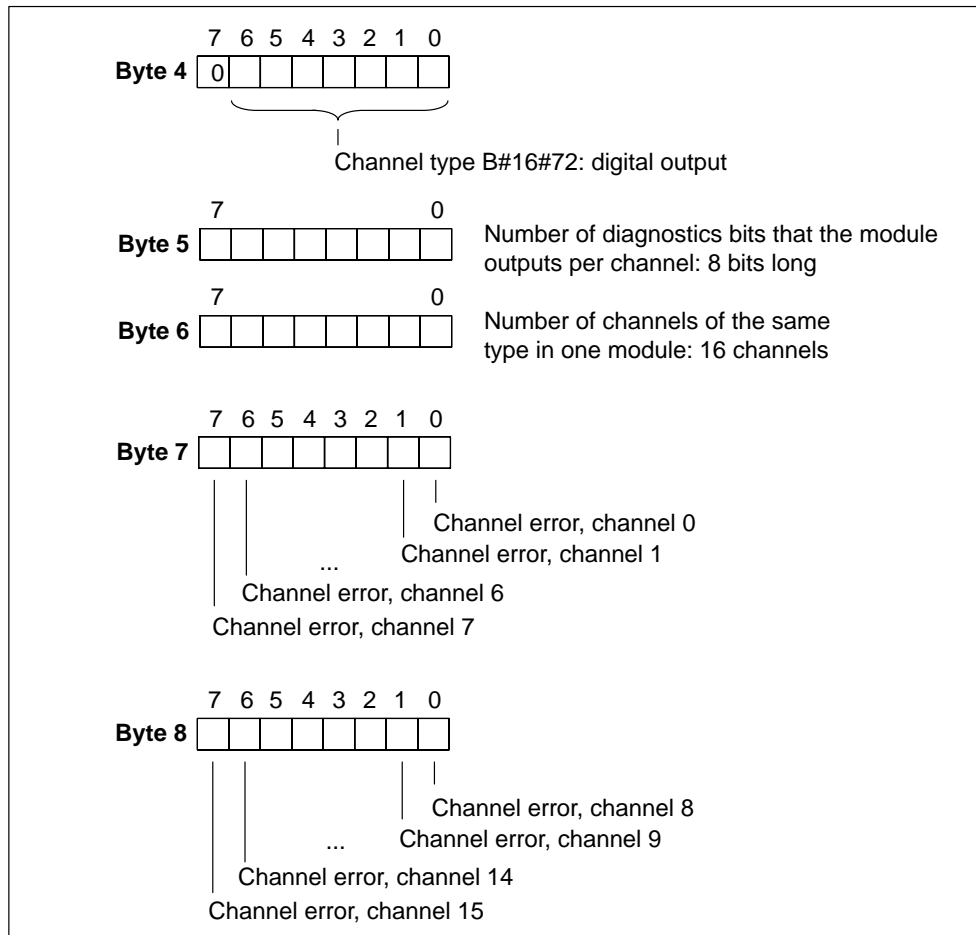 7 6 5 4 3 2 1 0
Byte 4 0
Channel type B#16#72: digital output
7 0
Byte 5
Number of diagnostics bits that the module
outputs per channel: 8 bits long
7 0
Byte 6
Number of channels of the same
type in one module: 16 channels
7 6 5 4 3 2 1 0
Byte 7
Channel error, channel 0
Channel error, channel 1
...
Channel error, channel 6
Channel error, channel 7
7 6 5 4 3 2 1 0
Byte 8
Channel error, channel 8
Channel error, channel 9
...
Channel error, channel 14
Channel error, channel 15